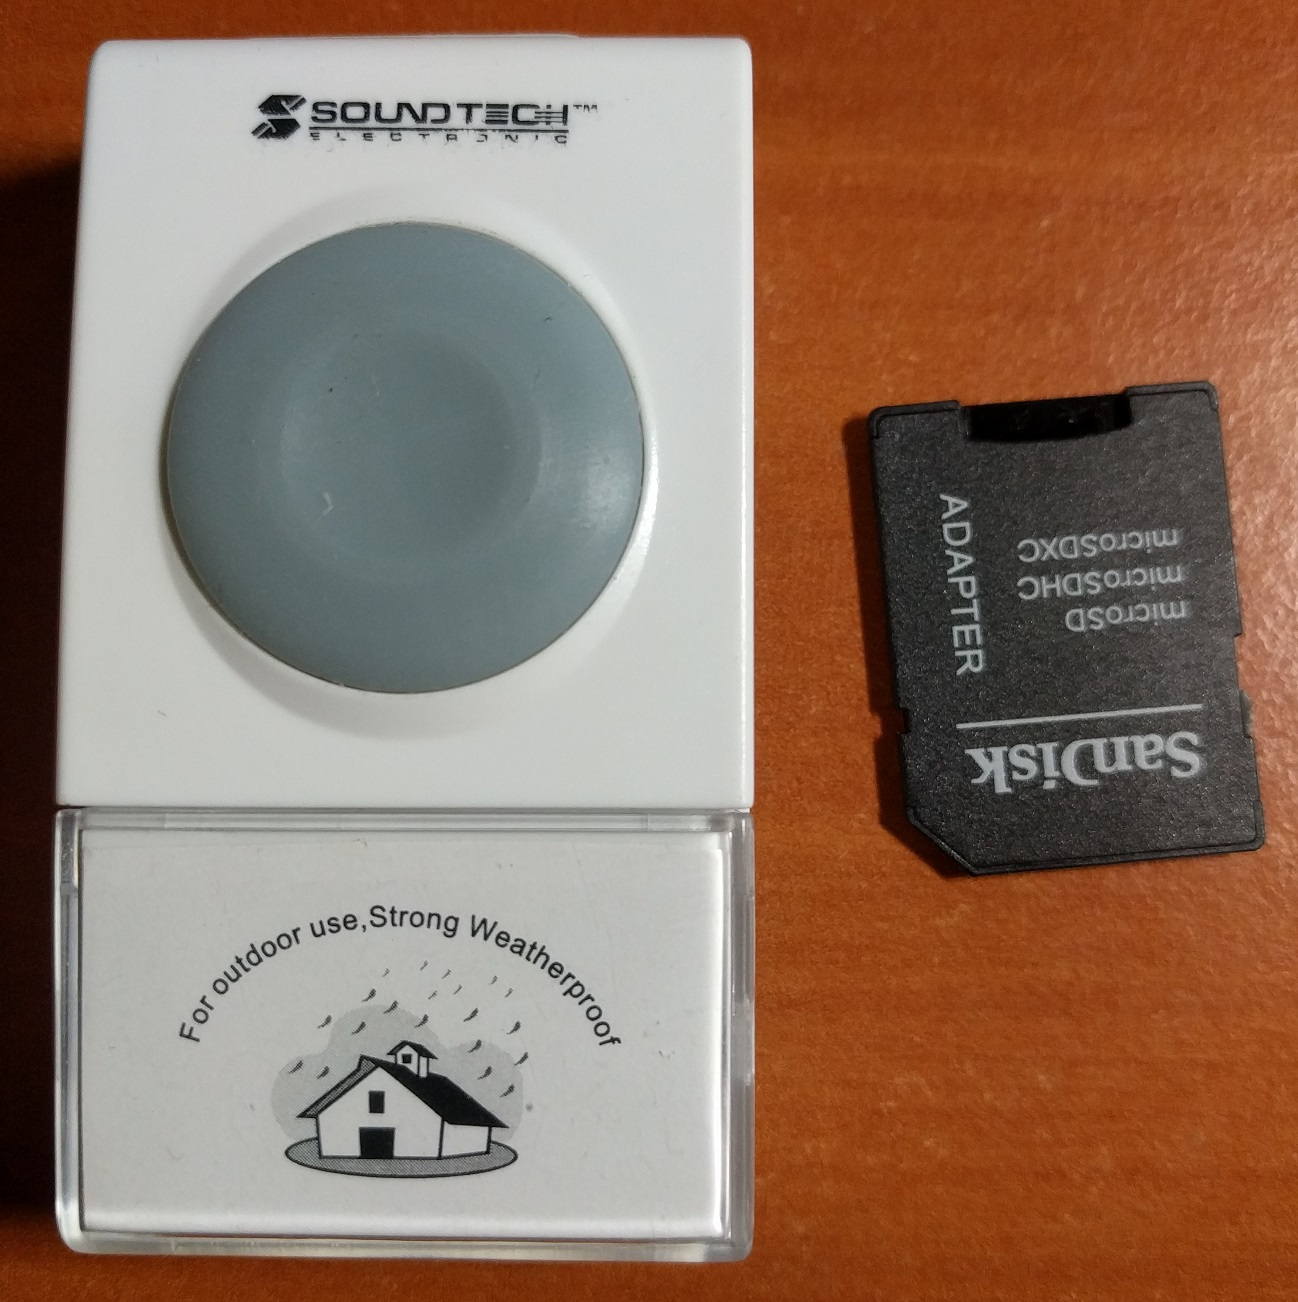 SOUNDTECH™
ELECTRONIC
For outdoor use,Strong Weatherproof
SanDisk
ADAPTER
microSD
microSDHC
microSDXC